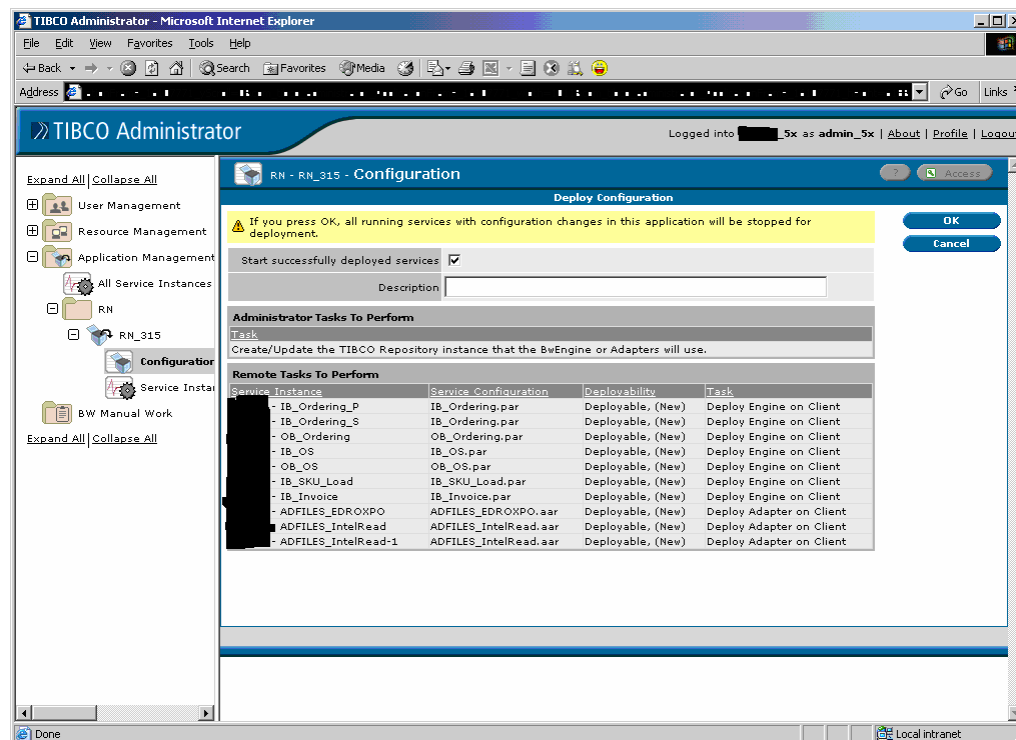 TIBCO Administrator - Microsoft Internet Explorer
File Edit View Favorites Tools Help
Back Search Favorites Media
Address Go Links
TIBCO Administrator
Logged into _5x as admin_5x | About | Profile | Logou
Expand All | Collapse All
User Management
Resource Management
Application Management
All Service Instances
RN
RN_315
Configuration
Service Instar
BW Manual Work
Expand All | Collapse All
RN - RN_315 - Configuration
? Access
Deploy Configuration
If you press OK, all running services with configuration changes in this application will be stopped for
deployment.
OK
Cancel
Start successfully deployed services
Description
Administrator Tasks To Perform
Task
Create/Update the TIBCO Repository instance that the BwEngine or Adapters will use.
Remote Tasks To Perform
Service Instance Service Configuration Deployability Task
- IB_Ordering_P IB_Ordering.par Deployable, (New) Deploy Engine on Client
- IB_Ordering_S IB_Ordering.par Deployable, (New) Deploy Engine on Client
- OB_Ordering OB_Ordering.par Deployable, (New) Deploy Engine on Client
- IB_OS IB_OS.par Deployable, (New) Deploy Engine on Client
- OB_OS OB_OS.par Deployable, (New) Deploy Engine on Client
- IB_SKU_Load IB_SKU_Load.par Deployable, (New) Deploy Engine on Client
- IB_Invoice IB_Invoice.par Deployable, (New) Deploy Engine on Client
- ADFILES_EDROXPO ADFILES_EDROXPO.aar Deployable, (New) Deploy Adapter on Client
ADFILES_IntelRead ADFILES_IntelRead.aar Deployable, (New) Deploy Adapter on Client
- ADFILES_IntelRead-1 ADFILES_IntelRead.aar Deployable, (New) Deploy Adapter on Client
Done Local intranet